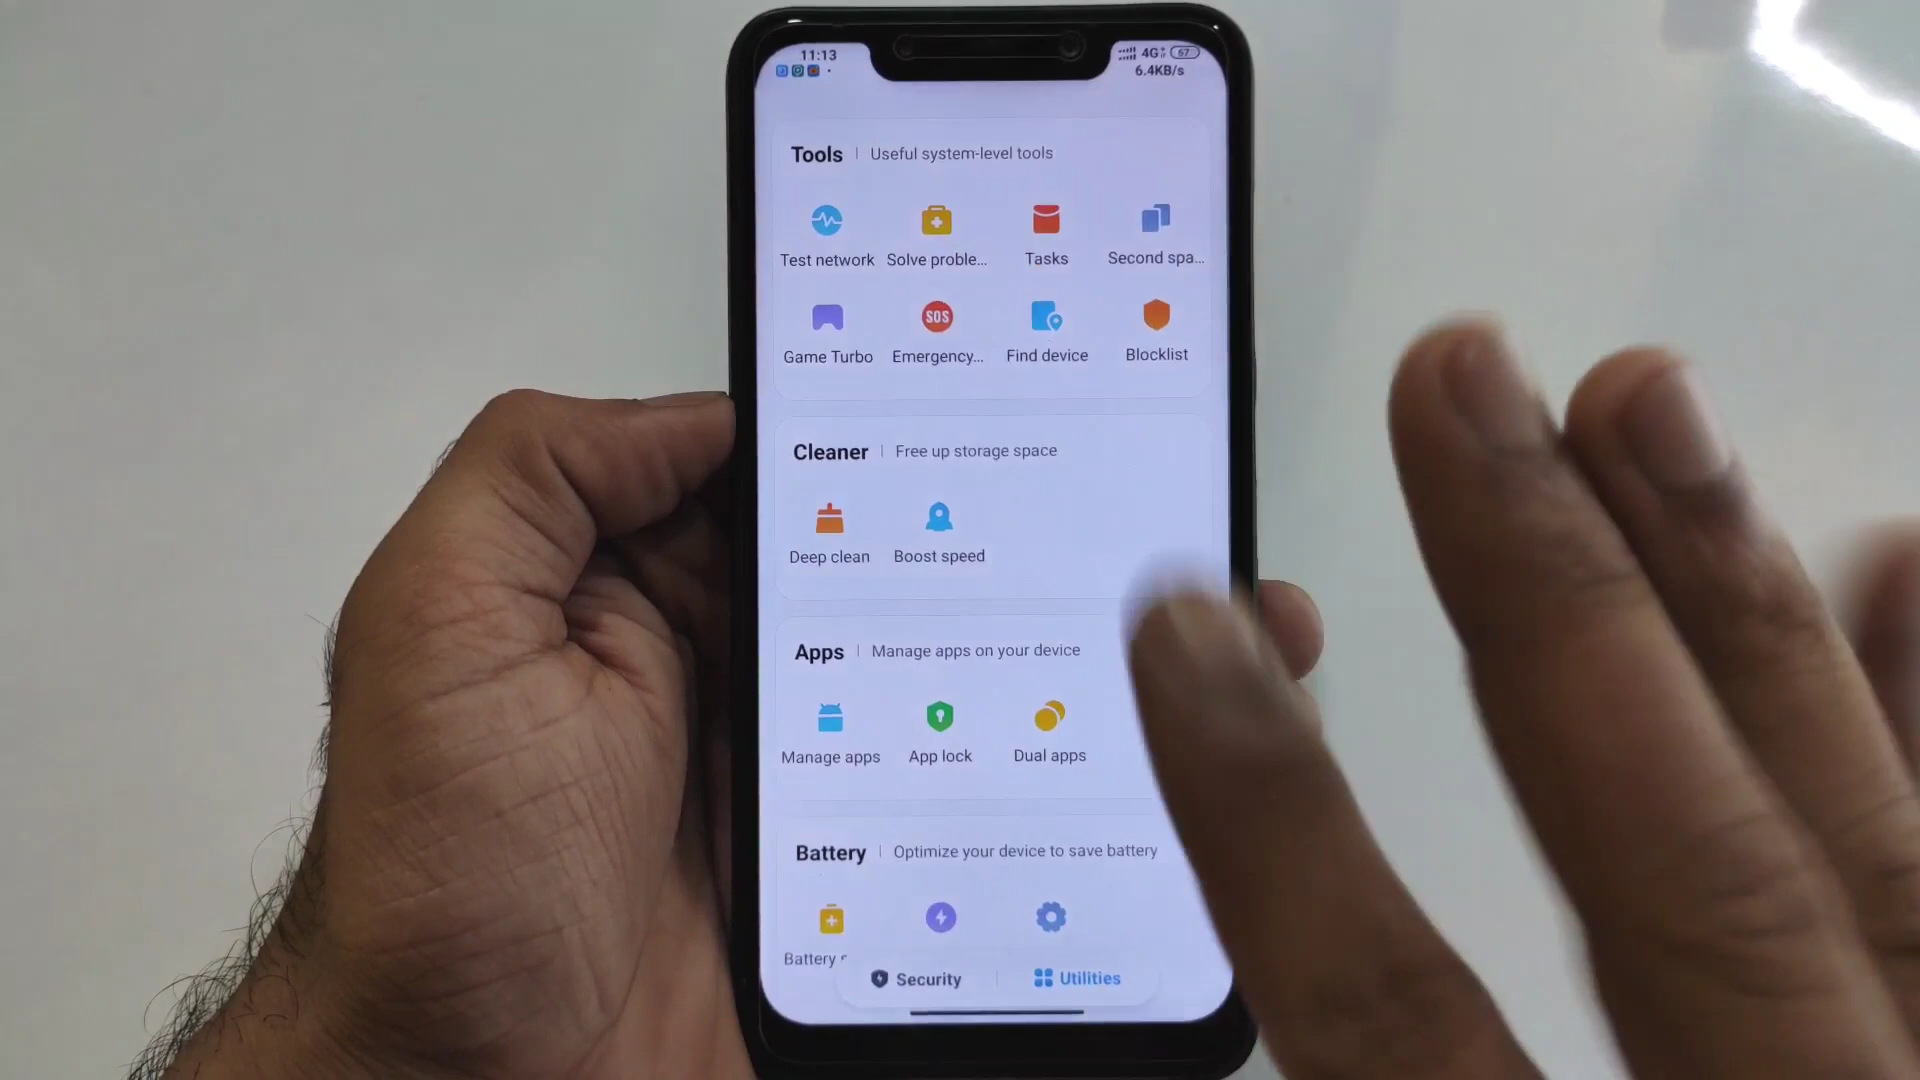 11:13
4G+ 57
6.4KB/s
Tools | Useful system-level tools
Test network Solve proble... Tasks Second spa...
SOS
Game Turbo Emergency... Find device Blocklist
Cleaner | Free up storage space
Deep clean Boost speed
Apps | Manage apps on your device
Manage apps App lock Dual apps
Battery | Optimize your device to save battery
Battery
Security | Utilities